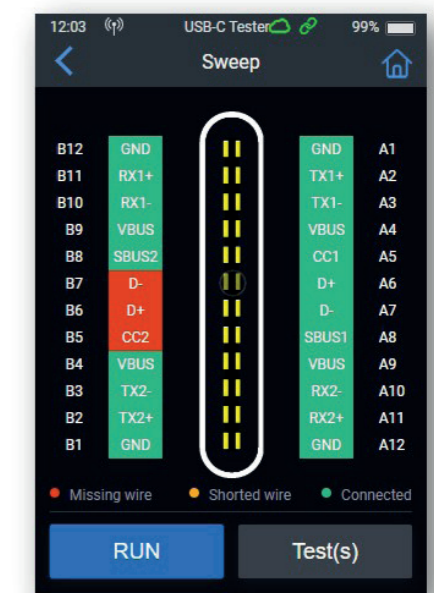 12:03 USB-C Tester 99%
Sweep
B12 GND GND A1
B11 RX1+ TX1+ A2
B10 RX1- TX1- A3
B9 VBUS VBUS A4
B8 SBUS2 CC1 A5
B7 D- D+ A6
B6 D+ D- A7
B5 CC2 SBUS1 A8
B4 VBUS VBUS A9
B3 TX2- RX2- A10
B2 TX2+ RX2+ A11
B1 GND GND A12
Missing wire Shorted wire Connected
RUN Test(s)